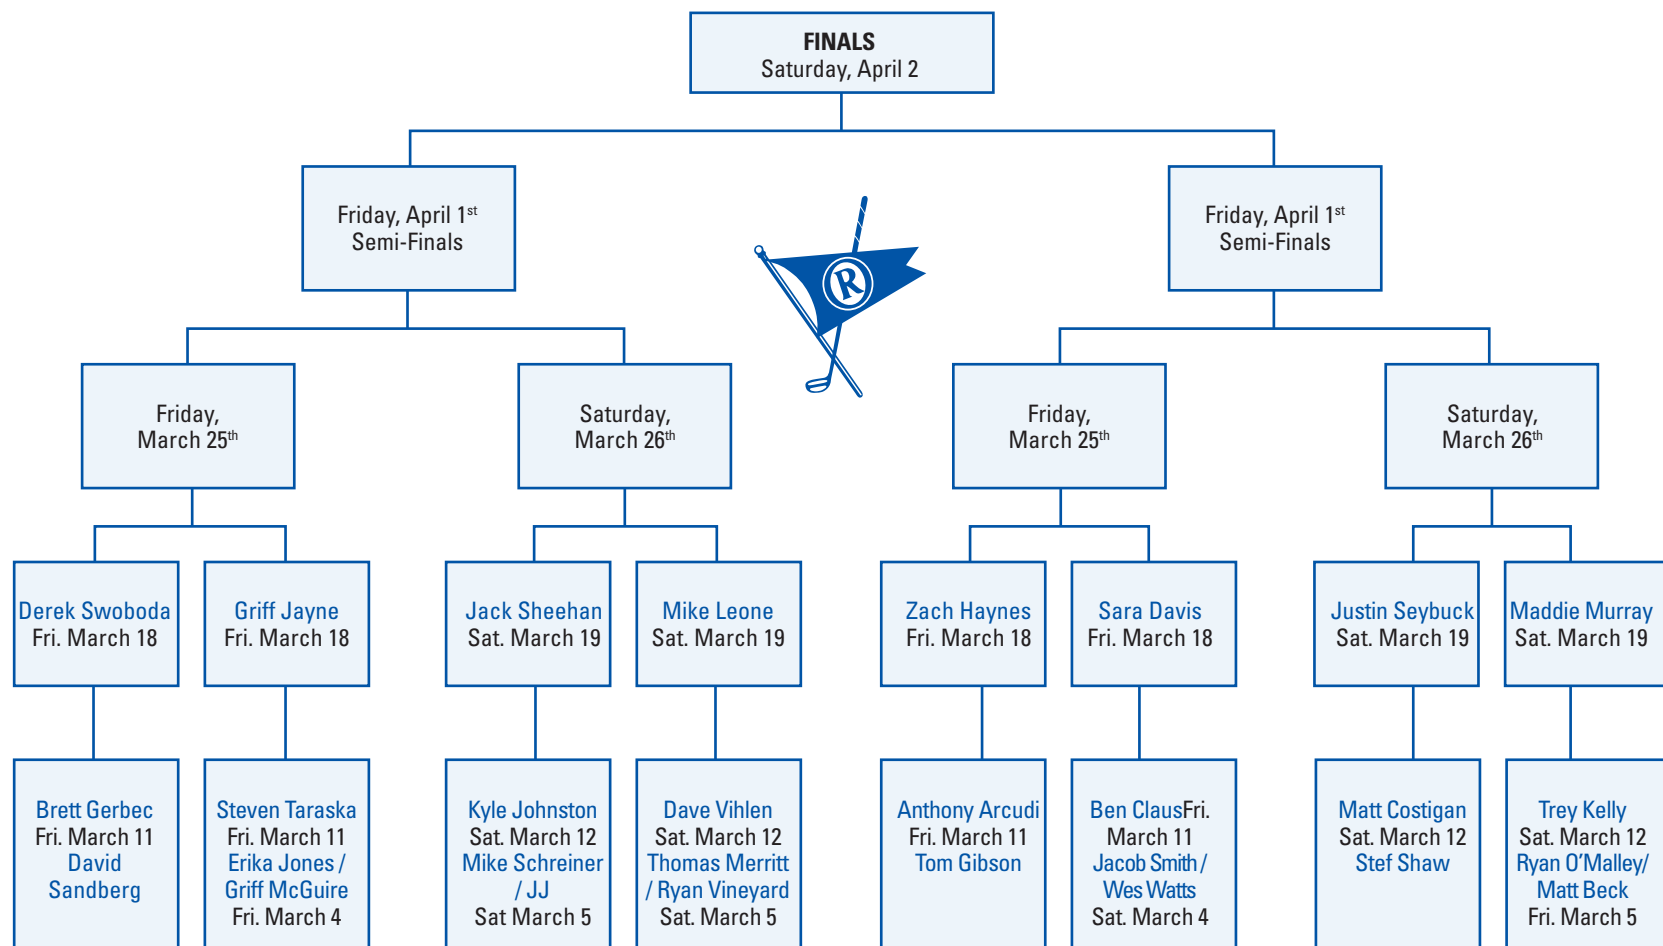 FINALS
Saturday, April 2
Friday, April 1st
Semi-Finals
Friday, April 1st
Semi-Finals
R
Friday,
March 25th
Saturday,
March 26th
Friday,
March 25th
Saturday,
March 26th
Derek Swoboda
Fri. March 18
Griff Jayne
Fri. March 18
Jack Sheehan
Sat. March 19
Mike Leone
Sat. March 19
Zach Haynes
Fri. March 18
Sara Davis
Fri. March 18
Justin Seybuck
Sat. March 19
Maddie Murray
Sat. March 19
Brett Gerbec
Fri. March 11
David
Sandberg
Steven Taraska
Fri. March 11
Erika Jones /
Griff McGuire
Fri. March 4
Kyle Johnston
Sat. March 12
Mike Schreiner
/ JJ
Sat March 5
Dave Vihlen
Sat. March 12
Thomas Merritt
/ Ryan Vineyard
Sat. March 5
Anthony Arcudi
Fri. March 11
Tom Gibson
Ben ClausFri.
March 11
Jacob Smith /
Wes Watts
Sat. March 4
Matt Costigan
Sat. March 12
Stef Shaw
Trey Kelly
Sat. March 12
Ryan O’Malley/
Matt Beck
Fri. March 5